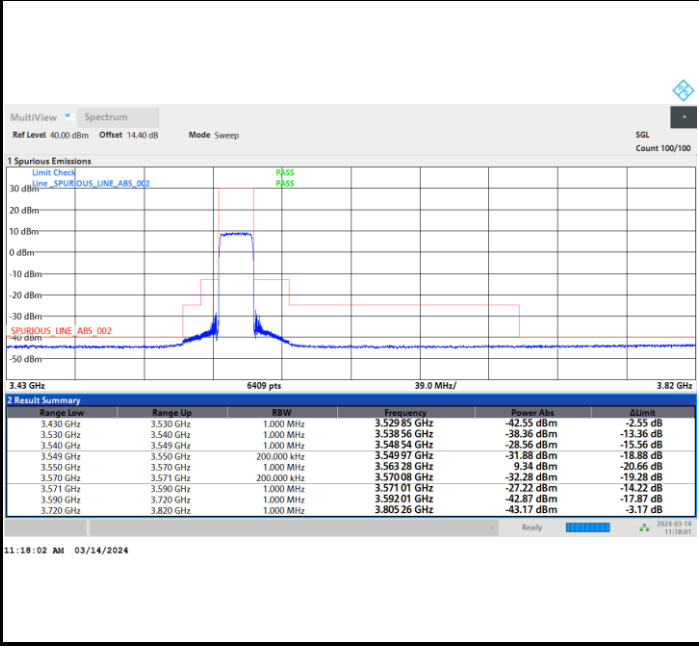 MultiView Spectrum
Ref Level 40.00 dBm Offset 14.40 dB Mode Sweep SGL
Count 100/100
1 Spurious Emissions
Limit Check PASS
Line _SPURIOUS_LINE_ABS_002 PASS
30 dBm
20 dBm
10 dBm
0 dBm
-10 dBm
-20 dBm
-30 dBm
_SPURIOUS_LINE_ABS_002
-40 dBm
-50 dBm
3.43 GHz 6409 pts 39.0 MHz/ 3.82 GHz
2 Result Summary
Range Low Range Up RBW Frequency Power Abs ΔLimit
3.430 GHz 3.530 GHz 1.000 MHz 3.529 85 GHz -42.55 dBm -2.55 dB
3.530 GHz 3.540 GHz 1.000 MHz 3.538 56 GHz -38.36 dBm -13.36 dB
3.540 GHz 3.549 GHz 1.000 MHz 3.548 54 GHz -28.56 dBm -15.56 dB
3.549 GHz 3.550 GHz 200.000 kHz 3.549 97 GHz -31.88 dBm -18.88 dB
3.550 GHz 3.570 GHz 1.000 MHz 3.563 28 GHz 9.34 dBm -20.66 dB
3.570 GHz 3.571 GHz 200.000 kHz 3.570 08 GHz -32.28 dBm -19.28 dB
3.571 GHz 3.590 GHz 1.000 MHz 3.571 01 GHz -27.22 dBm -14.22 dB
3.590 GHz 3.720 GHz 1.000 MHz 3.592 01 GHz -42.87 dBm -17.87 dB
3.720 GHz 3.820 GHz 1.000 MHz 3.805 26 GHz -43.17 dBm -3.17 dB
Ready 2024-03-14
11:18:01
11:18:02 AM 03/14/2024